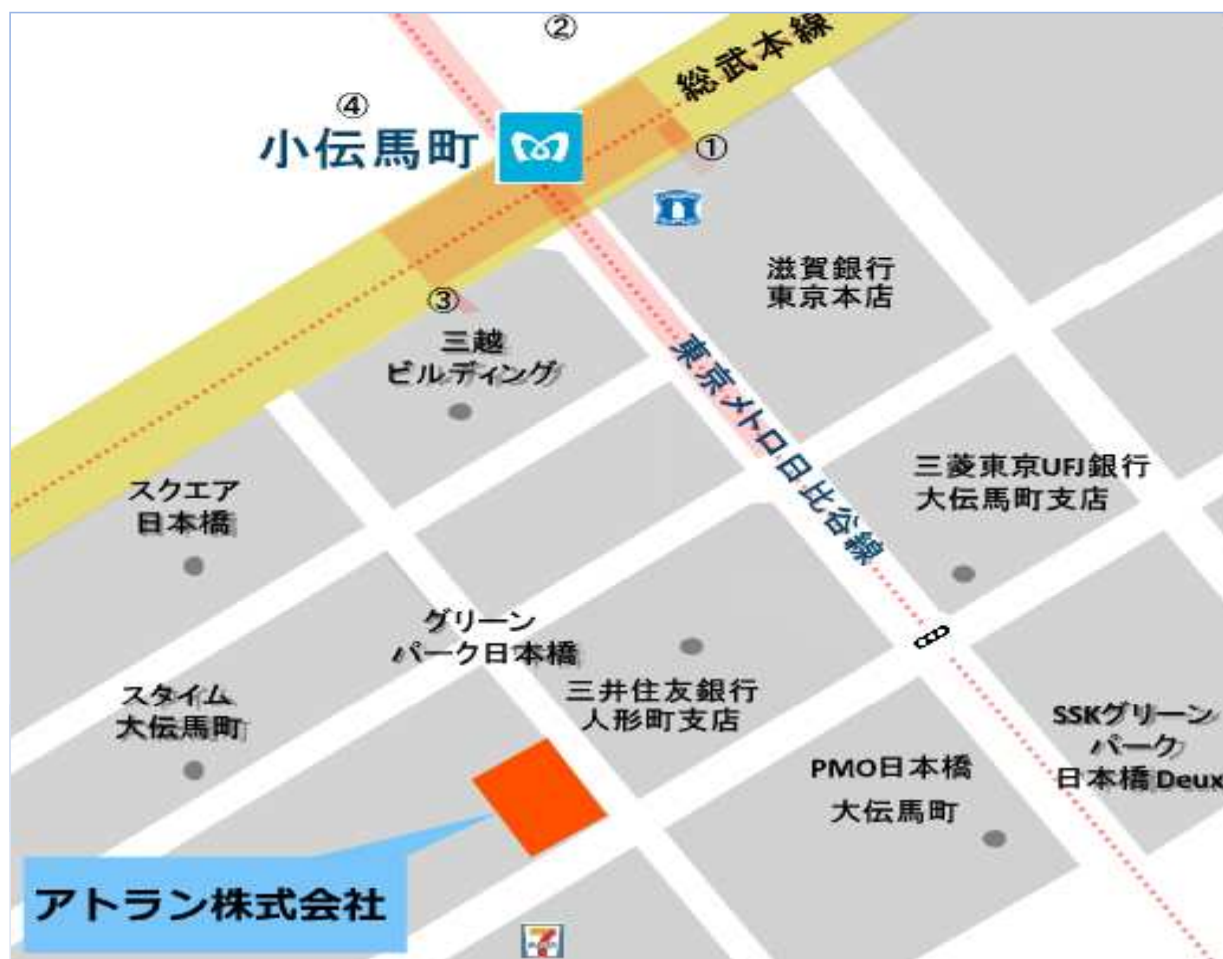 ②
総武本線
④
小伝馬町
①
滋賀銀行
東京本店
③
三越
ビルディング
東京メトロ日比谷線
三菱東京UFJ銀行
大伝馬町支店
スクエア
日本橋
グリーン
パーク日本橋
三井住友銀行
人形町支店
スタイム
大伝馬町
SSKグリーン
パーク
日本橋Deux
PMO日本橋
大伝馬町
アトラン株式会社
7